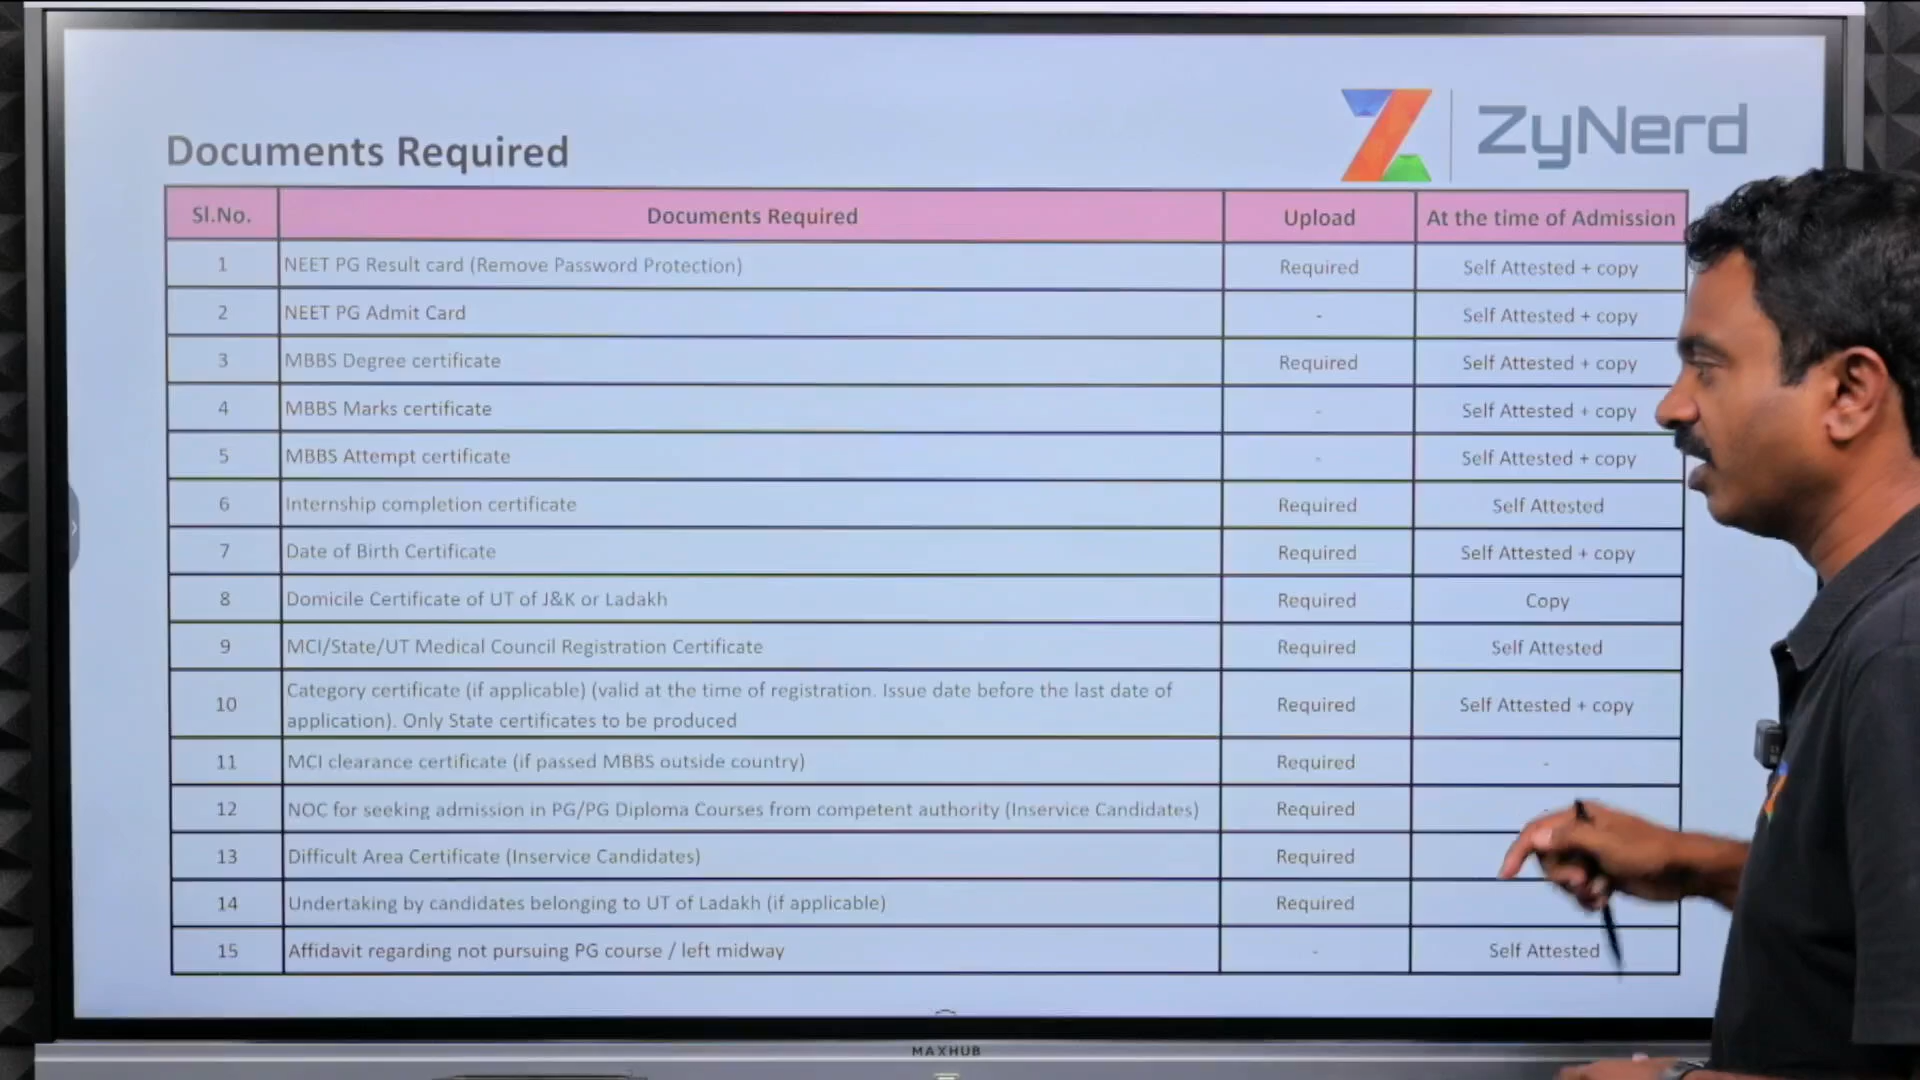 ZyNerd
Documents Required
Sl.No. Documents Required Upload At the time of Admission
1 NEET PG Result card (Remove Password Protection) Required Self Attested + copy
2 NEET PG Admit Card - Self Attested + copy
3 MBBS Degree certificate Required Self Attested + copy
4 MBBS Marks certificate - Self Attested + copy
5 MBBS Attempt certificate - Self Attested + copy
6 Internship completion certificate Required Self Attested
7 Date of Birth Certificate Required Self Attested + copy
8 Domicile Certificate of UT of J&K or Ladakh Required Copy
9 MCI/State/UT Medical Council Registration Certificate Required Self Attested
10 Category certificate (if applicable) (valid at the time of registration. Issue date before the last date of
application). Only State certificates to be produced Required Self Attested + copy
11 MCI clearance certificate (if passed MBBS outside country) Required -
12 NOC for seeking admission in PG/PG Diploma Courses from competent authority (Inservice Candidates) Required -
13 Difficult Area Certificate (Inservice Candidates) Required
14 Undertaking by candidates belonging to UT of Ladakh (if applicable) Required
15 Affidavit regarding not pursuing PG course / left midway - Self Attested
MAXHUB